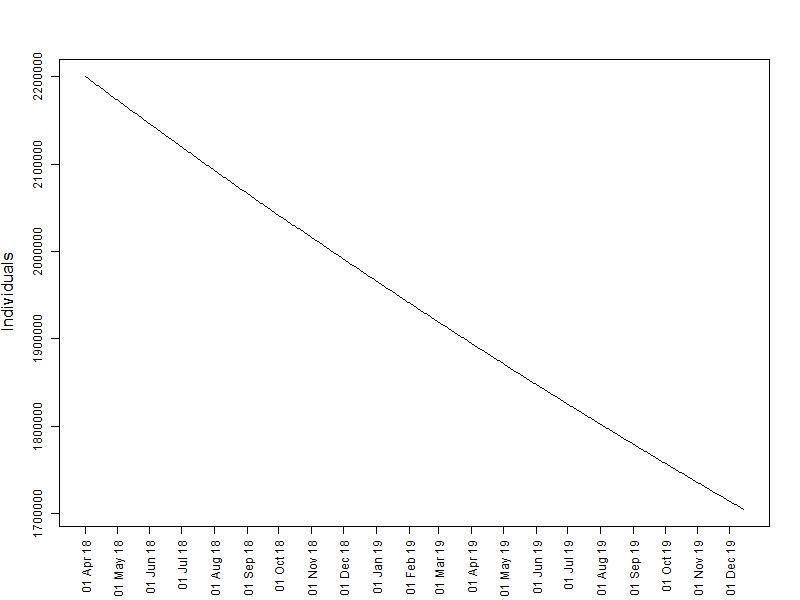 Individuals
2200000
2100000
2000000
1900000
1800000
1700000
01 Apr 18
01 May 18
01 Jun 18
01 Jul 18
01 Aug 18
01 Sep 18
01 Oct 18
01 Nov 18
01 Dec 18
01 Jan 19
01 Feb 19
01 Mar 19
01 Apr 19
01 May 19
01 Jun 19
01 Jul 19
01 Aug 19
01 Sep 19
01 Oct 19
01 Nov 19
01 Dec 19